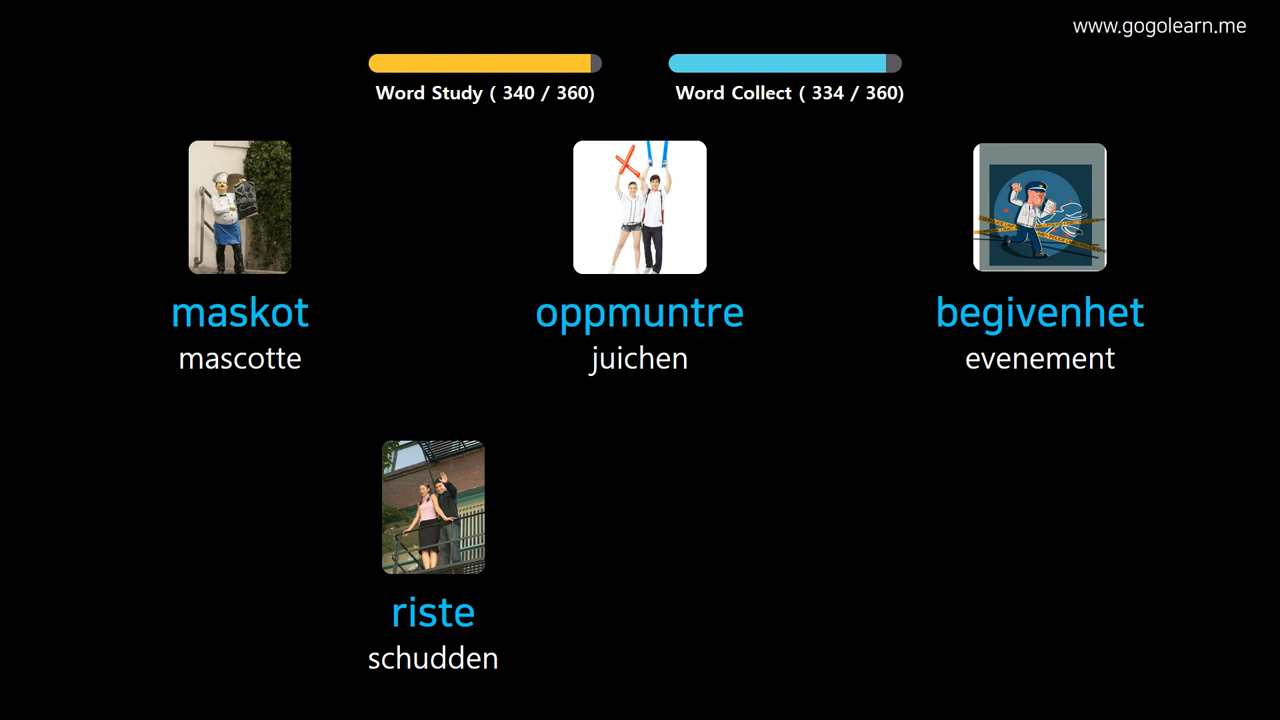 www.gogolearn.me
Word Study ( 340 / 360)
Word Collect ( 334 / 360)
maskot
mascotte
oppmuntre
juichen
begivenhet
evenement
riste
schudden